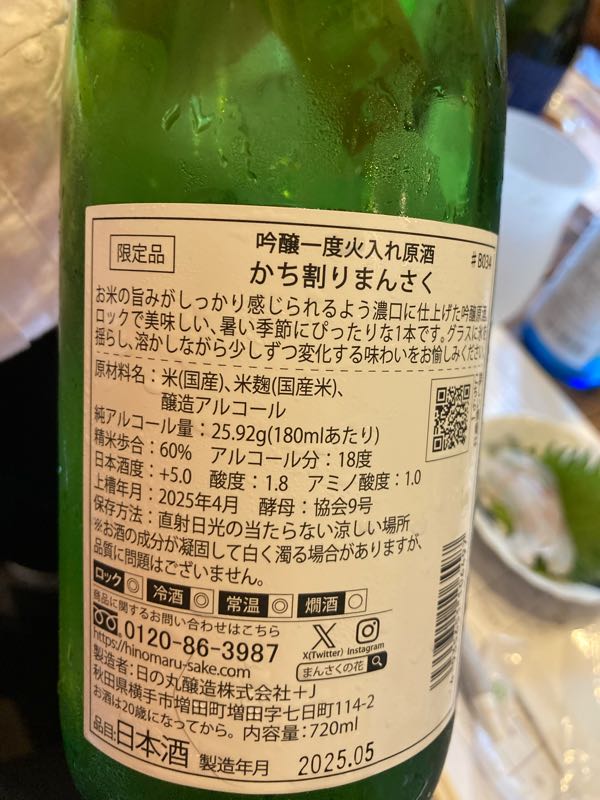 限定品
吟醸一度火入れ原酒
#B034
かち割りまんさく
お米の旨みがしっかり感じられるよう濃口に仕上げた吟醸原酒。
ロックで美味しい、暑い季節にぴったりな1本です。グラスに氷を
揺らし、溶かしながら少しずつ変化する味わいをお愉しみください。
原材料名：米(国産)、米麹(国産米)、
醸造アルコール
純アルコール量：25.92g(180mlあたり)
精米歩合：60% アルコール分：18度
日本酒度：+5.0 酸度：1.8 アミノ酸度：1.0
上槽年月：2025年4月 酵母：協会9号
保存方法：直射日光の当たらない涼しい場所
※お酒の成分が凝固して白く濁る場合がありますが、
品質に問題はございません。
ロック ◎ 冷酒 ◎ 常温 ◎ 燗酒 ○
商品に関するお問い合わせはこちら
0120-86-3987
https://hinomaru-sake.com
X(Twitter) Instagram
まんさくの花
製造者：日の丸醸造株式会社+J
秋田県横手市増田町増田字七日町114-2
お酒は20歳になってから。内容量：720ml
品目：日本酒 製造年月 2025.05